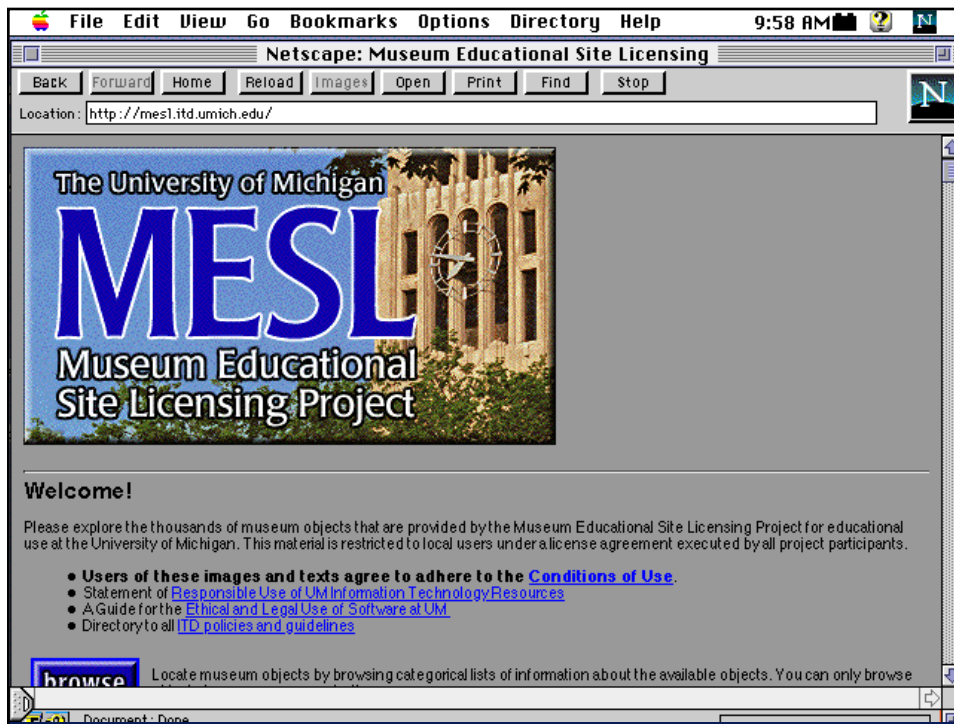 File Edit View Go Bookmarks Options Directory Help 9:58 AM
Netscape: Museum Educational Site Licensing
Back Forward Home Reload Images Open Print Find Stop
Location: http://mesl.itd.umich.edu/
N
The University of Michigan
MESL
Museum Educational
Site Licensing Project
Welcome!
Please explore the thousands of museum objects that are provided by the Museum Educational Site Licensing Project for educational
use at the University of Michigan. This material is restricted to local users under a license agreement executed by all project participants.
• Users of these images and texts agree to adhere to the Conditions of Use.
• Statement of Responsible Use of UM Information Technology Resources
• A Guide for the Ethical and Legal Use of Software at UM
• Directory to all ITD policies and guidelines
browse
Locate museum objects by browsing categorical lists of information about the available objects. You can only browse
Document: Done